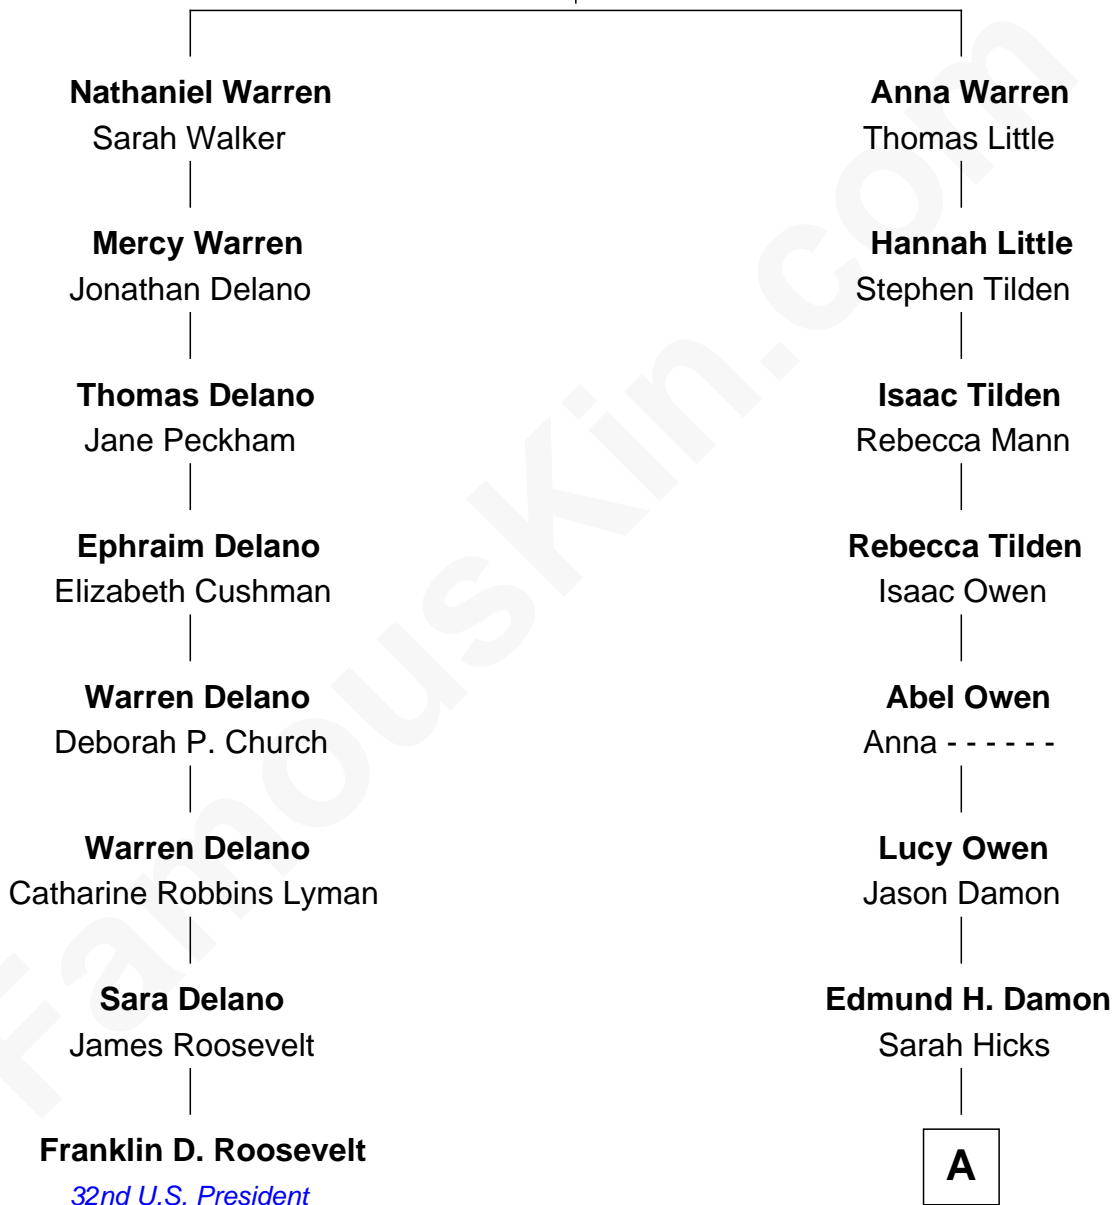 Nathaniel Warren
Sarah Walker
Anna Warren
Thomas Little
Mercy Warren
Jonathan Delano
Hannah Little
Stephen Tilden
Thomas Delano
Jane Peckham
Isaac Tilden
Rebecca Mann
Ephraim Delano
Elizabeth Cushman
Rebecca Tilden
Isaac Owen
Warren Delano
Deborah P. Church
Abel Owen
Anna - - - - - -
Warren Delano
Catharine Robbins Lyman
Lucy Owen
Jason Damon
Sara Delano
James Roosevelt
Edmund H. Damon
Sarah Hicks
Franklin D. Roosevelt
32nd U.S. President
A
FamousKin.com